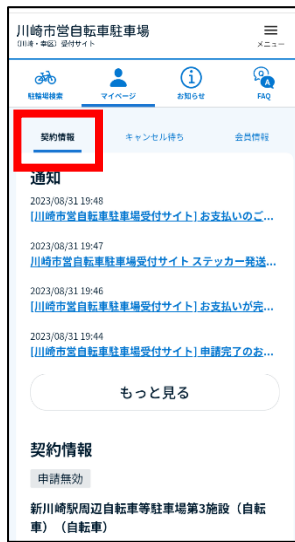 川崎市営自転車駐車場
(川崎・幸区) 受付サイト
メニュー
駐輪場検索
マイページ
お知らせ
FAQ
契約情報
キャンセル待ち
会員情報
通知
2023/08/31 19:48
[川崎市営自転車駐車場受付サイト] お支払いのご...
2023/08/31 19:47
川崎市営自転車駐車場受付サイト ステッカー発送...
2023/08/31 19:46
[川崎市営自転車駐車場受付サイト] お支払いが完...
2023/08/31 19:44
[川崎市営自転車駐車場受付サイト] 申請完了のお...
もっと見る
契約情報
申請無効
新川崎駅周辺自転車等駐車場第3施設（自転
車）（自転車）